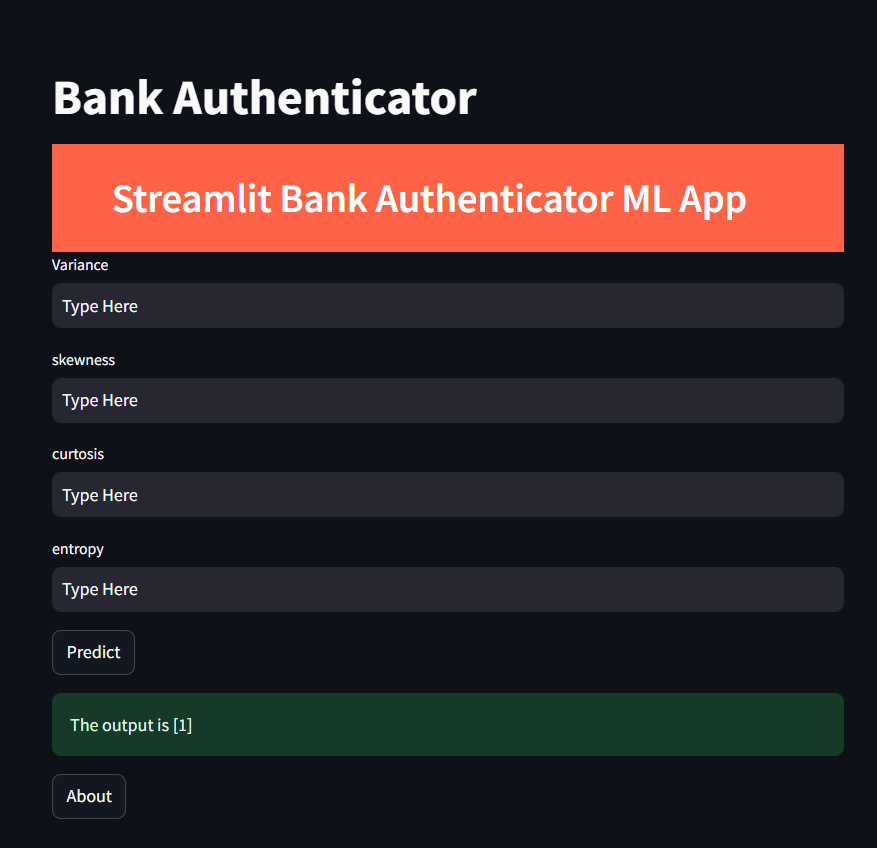 Bank Authenticator
Streamlit Bank Authenticator ML App
Variance
Type Here
skewness
Type Here
curtosis
Type Here
entropy
Type Here
Predict
The output is [1]
About